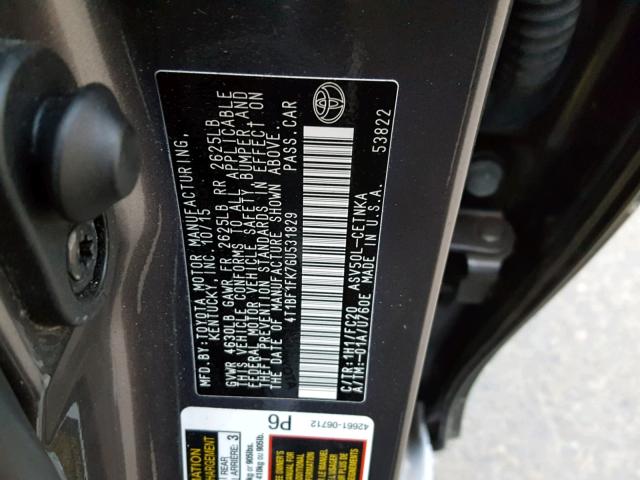 MFD.BY:TOYOTA MOTOR MANUFACTURING,
KENTUCKY, INC. 10/15
GVWR 4630LB GAWR FR 2625LB RR 2625LB
THIS VEHICLE CONFORMS TO ALL APPLICABLE
FEDERAL MOTOR VEHICLE SAFETY, BUMPER, AND
THEFT PREVENTION STANDARDS IN EFFECT ON
THE DATE OF MANUFACTURE SHOWN ABOVE.
4T1BF1FK7GU531829 PASS. CAR
C/TR:1H1/FC20 ASV50L-CETNKA
A/TM:-01A/U760E MADE IN U.S.A. 53822
P6
42661-06712
REAR
ARRIÈRE: 3